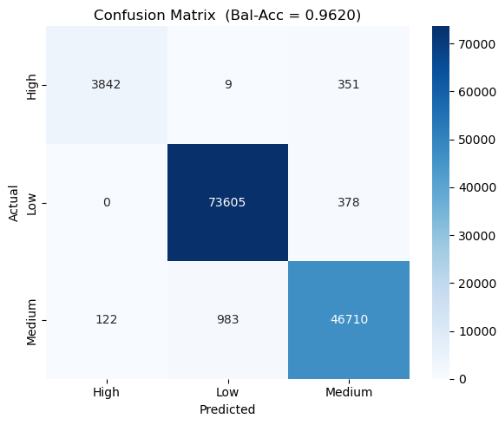 Confusion Matrix (Bal-Acc = 0.9620)
High 3842 9 351
Low 0 73605 378
Medium 122 983 46710
High Low Medium
Predicted
Actual
70000
60000
50000
40000
30000
20000
10000
0